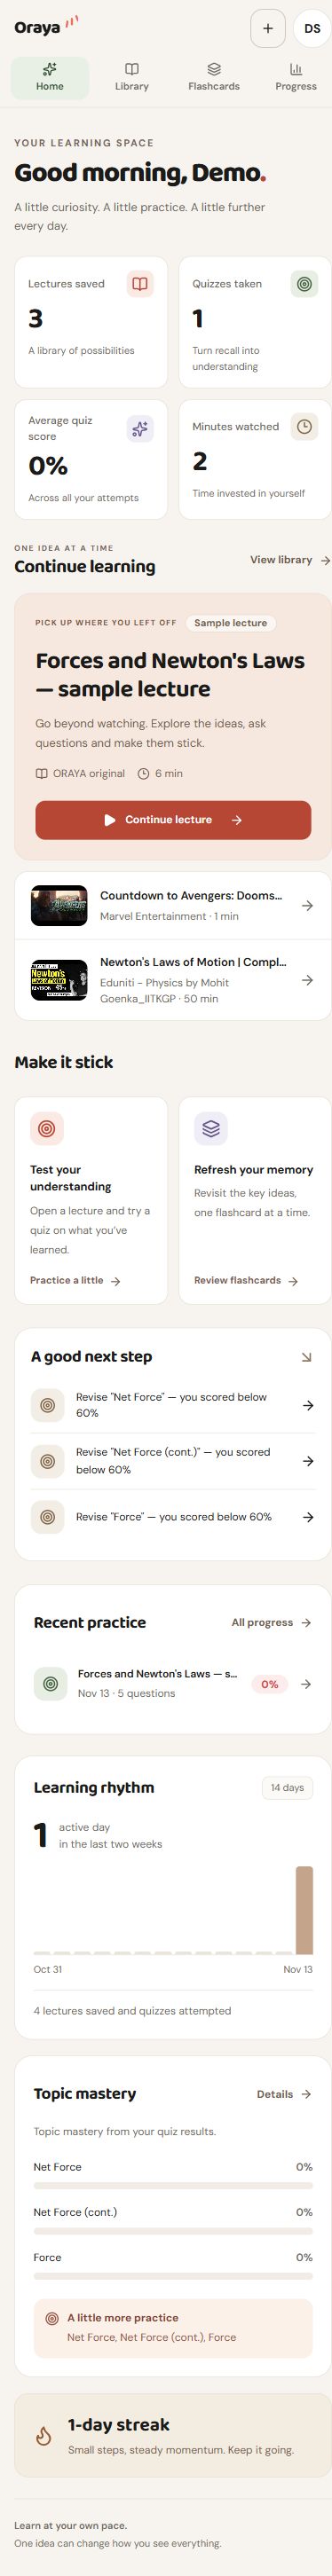 Oraya
DS
Home
Library
Flashcards
Progress
YOUR LEARNING SPACE
Good morning, Demo.
A little curiosity. A little practice. A little further
every day.
Lectures saved
3
A library of possibilities
Quizzes taken
1
Turn recall into
understanding
Average quiz
score
0%
Across all your attempts
Minutes watched
2
Time invested in yourself
ONE IDEA AT A TIME
Continue learning
View library
PICK UP WHERE YOU LEFT OFF
Sample lecture
Forces and Newton's Laws
— sample lecture
Go beyond watching. Explore the ideas, ask
questions and make them stick.
ORAYA original
6 min
Continue lecture
Countdown to Avengers: Dooms...
Marvel Entertainment · 1 min
Newton's
Newton's Laws of Motion | Compl...
Eduniti - Physics by Mohit
Goenka_IITKGP · 50 min
Make it stick
Test your
understanding
Open a lecture and try a
quiz on what you've
learned.
Practice a little
Refresh your memory
Revisit the key ideas,
one flashcard at a time.
Review flashcards
A good next step
Revise "Net Force" — you scored below
60%
Revise "Net Force (cont.)" — you scored
below 60%
Revise "Force" — you scored below 60%
Recent practice
All progress
Forces and Newton's Laws — s...
Nov 13 · 5 questions
0%
Learning rhythm
14 days
1
active day
in the last two weeks
Oct 31
Nov 13
4 lectures saved and quizzes attempted
Topic mastery
Details
Topic mastery from your quiz results.
Net Force
0%
Net Force (cont.)
0%
Force
0%
A little more practice
Net Force, Net Force (cont.), Force
1-day streak
Small steps, steady momentum. Keep it going.
Learn at your own pace.
One idea can change how you see everything.